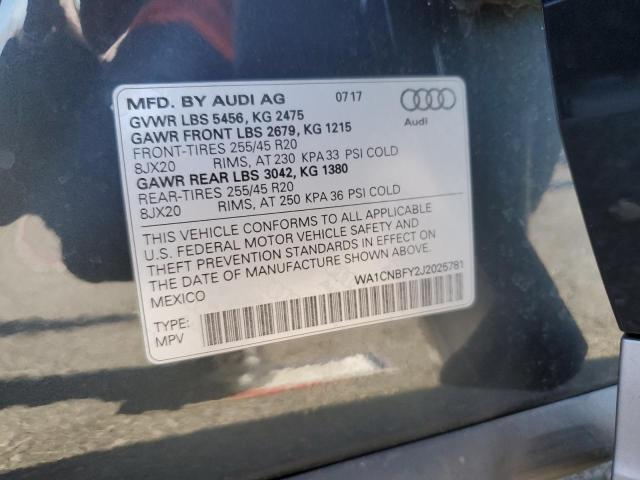 MFD. BY AUDI AG 07 17
GVWR LBS 5456, KG 2475
GAWR FRONT LBS 2679, KG 1215
FRONT-TIRES 255/45 R20
8JX20 RIMS, AT 230 KPA 33 PSI COLD
GAWR REAR LBS 3042, KG 1380
REAR-TIRES 255/45 R20
8JX20 RIMS, AT 250 KPA 36 PSI COLD
Audi
THIS VEHICLE CONFORMS TO ALL APPLICABLE
U.S. FEDERAL MOTOR VEHICLE SAFETY AND
THEFT PREVENTION STANDARDS IN EFFECT ON
THE DATE OF MANUFACTURE SHOWN ABOVE.
MEXICO
WA1CNBFY2J2025781
TYPE:
MPV